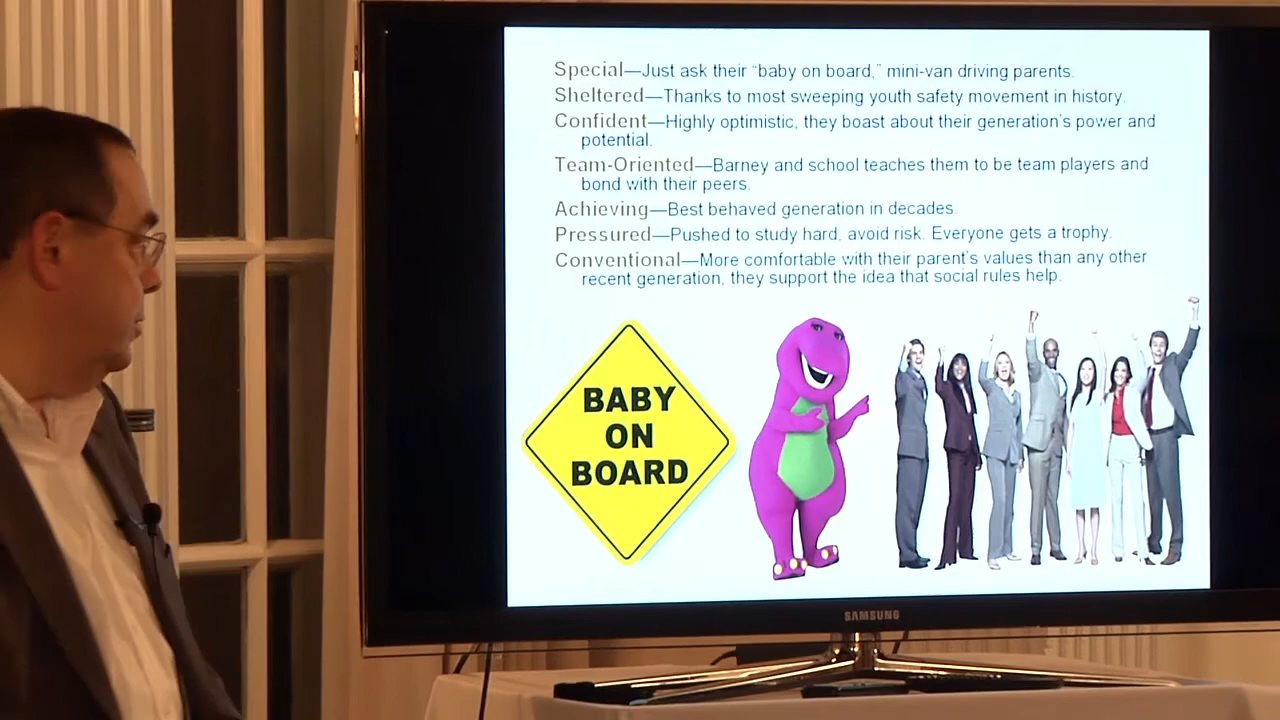 Special—Just ask their “baby on board,” mini-van driving parents.
Sheltered—Thanks to most sweeping youth safety movement in history.
Confident—Highly optimistic, they boast about their generation's power and
potential.
Team-Oriented—Barney and school teaches them to be team players and
bond with their peers.
Achieving—Best behaved generation in decades.
Pressured—Pushed to study hard, avoid risk. Everyone gets a trophy.
Conventional—More comfortable with their parent's values than any other
recent generation, they support the idea that social rules help.
BABY
ON
BOARD
SAMSUNG